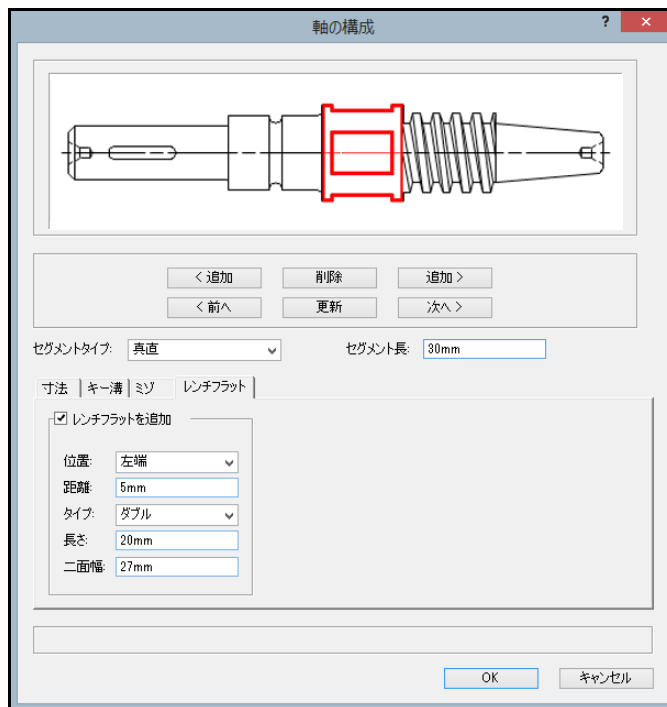 軸の構成
? ×
< 追加 削除 追加 >
< 前へ 更新 次へ >
セグメントタイプ: 真直 セグメント長: 30mm
寸法 キー溝 ミゾ レンチフラット
レンチフラットを追加
位置: 左端
距離: 5mm
タイプ: ダブル
長さ: 20mm
二面幅: 27mm
OK キャンセル